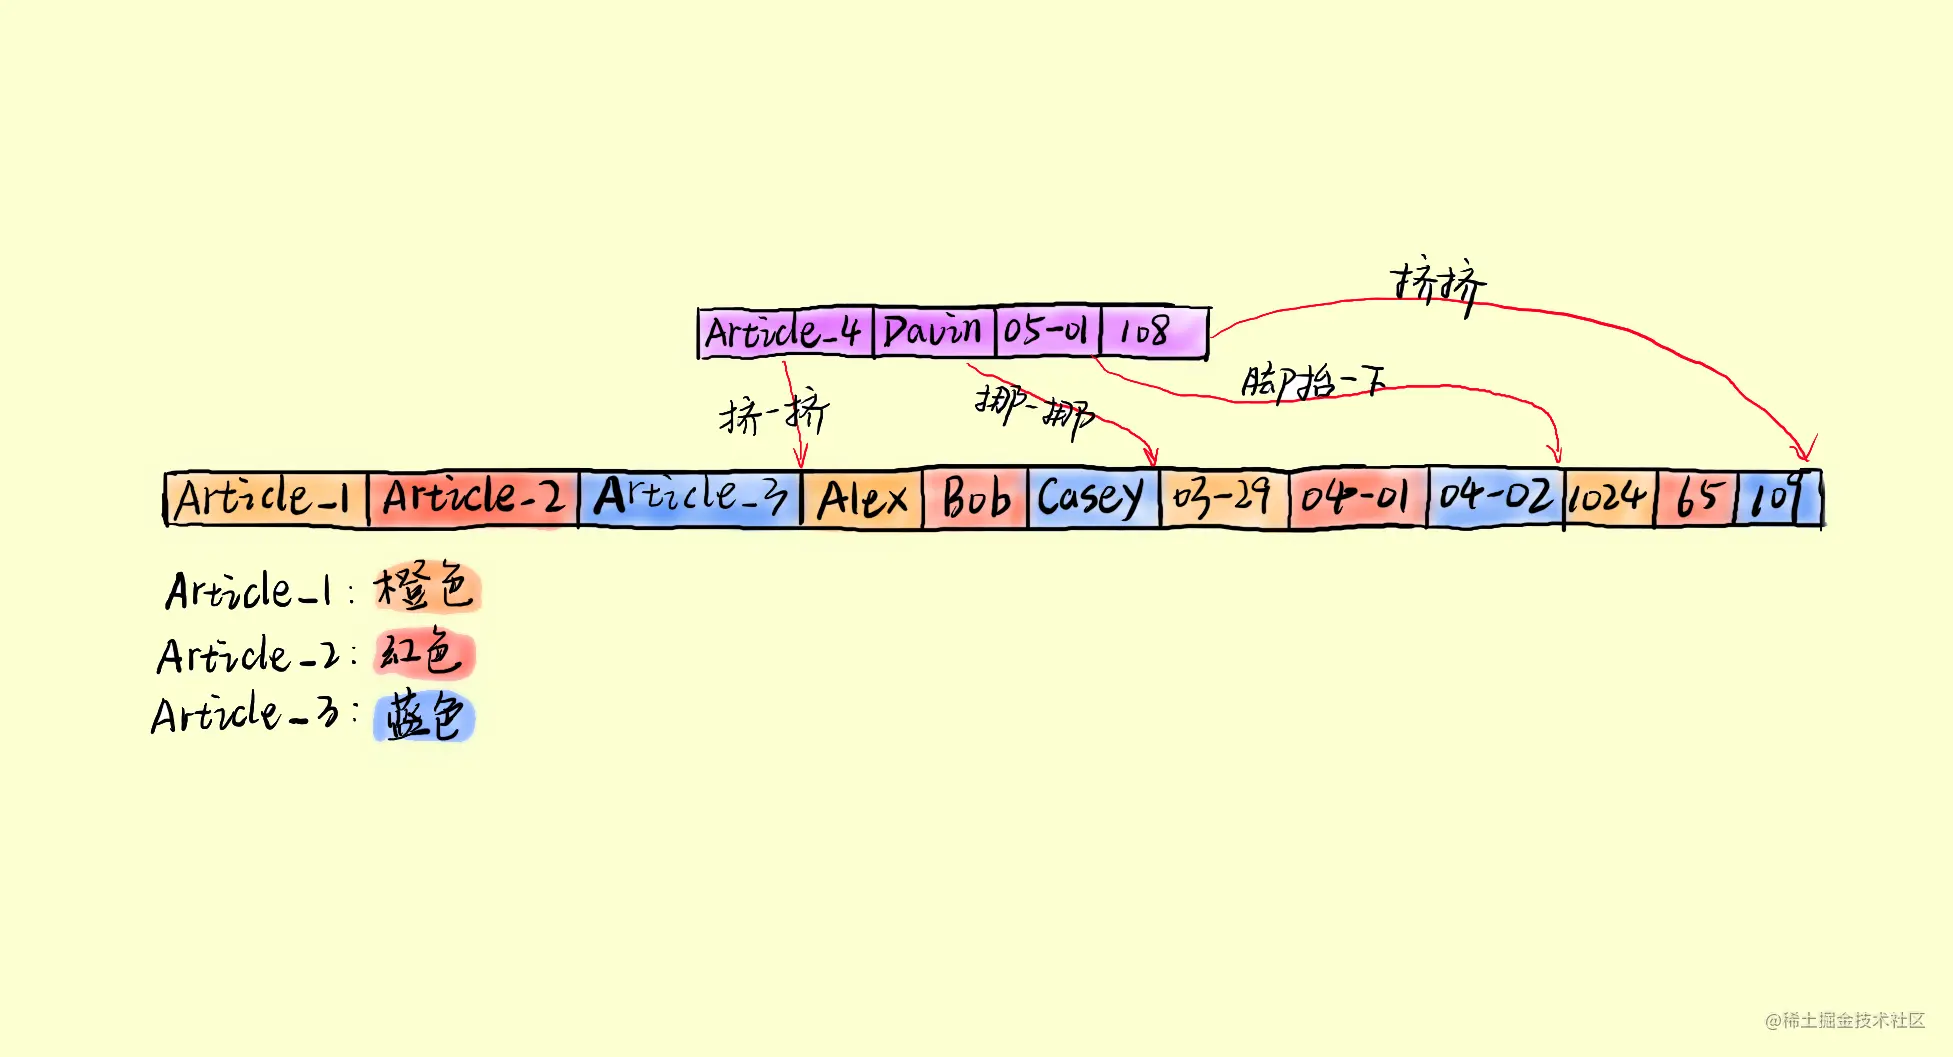 挤挤
Article_4 Davin 05-01 108
挤一挤 挪一挪 脚抬一下
Article_1 Article_2 Article_3 Alex Bob Casey 03-29 04-01 04-02 1024 65 109
Article_1: 橙色
Article_2: 红色
Article_3: 蓝色
@稀土掘金技术社区